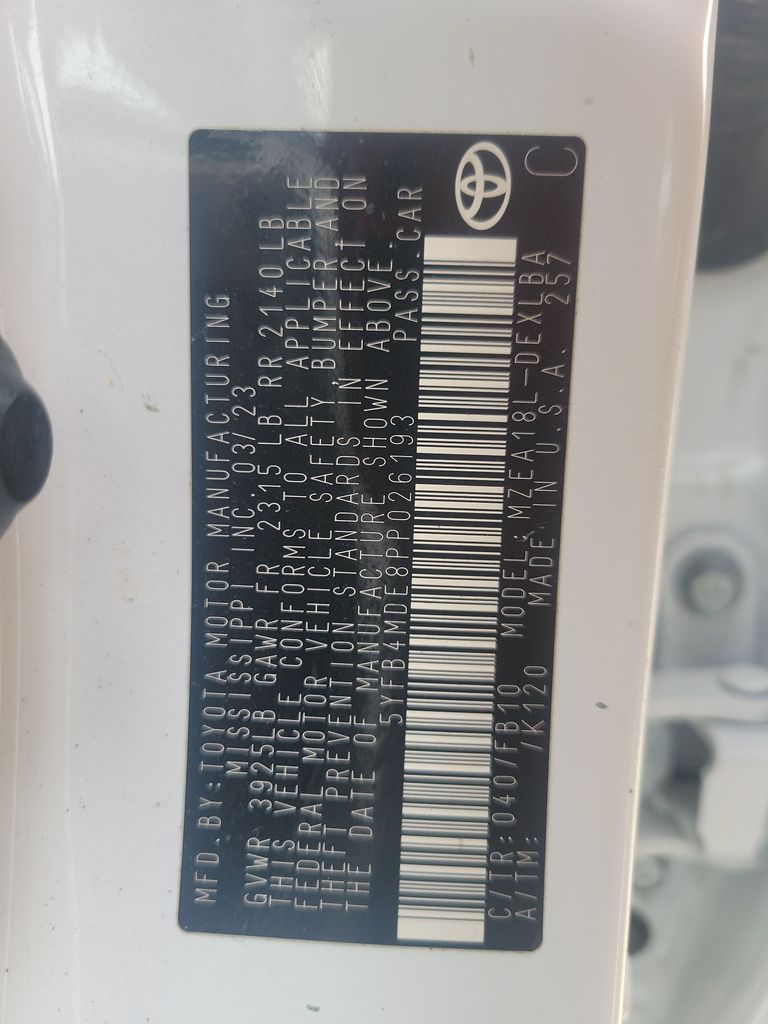 MFD. BY: TOYOTA MOTOR MANUFACTURING
MISSISSIPPI INC. 03/23
GVWR 3925LB GAWR FR 2315 LB RR 2140 LB
THIS VEHICLE CONFORMS TO ALL APPLICABLE
FEDERAL MOTOR VEHICLE SAFETY, BUMPER AND
THEFT PREVENTION STANDARDS IN EFFECT ON
THE DATE OF MANUFACTURE SHOWN ABOVE.
5YFB4MDE8PP026193 PASS. CAR
C/TR: 0407/FB10 MODEL: MZEA18L-DEXLBA
A/TM: /K120 MADE IN U.S.A. 257
C